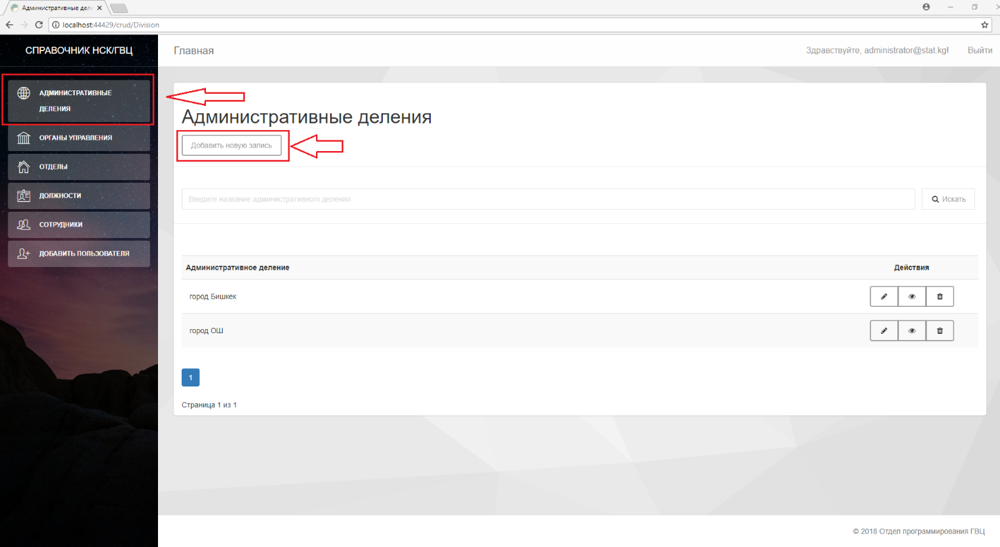 Административные дел
localhost:44429/crud/Division
СПРАВОЧНИК НСК/ГВЦ
Главная
Здравствуйте, administrator@stat.kg!
Выйти
АДМИНИСТРАТИВНЫЕ
ДЕЛЕНИЯ
ОРГАНЫ УПРАВЛЕНИЯ
ОТДЕЛЫ
ДОЛЖНОСТИ
СОТРУДНИКИ
ДОБАВИТЬ ПОЛЬЗОВАТЕЛЯ
Административные деления
Добавить новую запись
Введите название административного деления
Искать
Административное деление
Действия
город Бишкек
город ОШ
1
Страница 1 из 1
© 2018 Отдел программирования ГВЦ